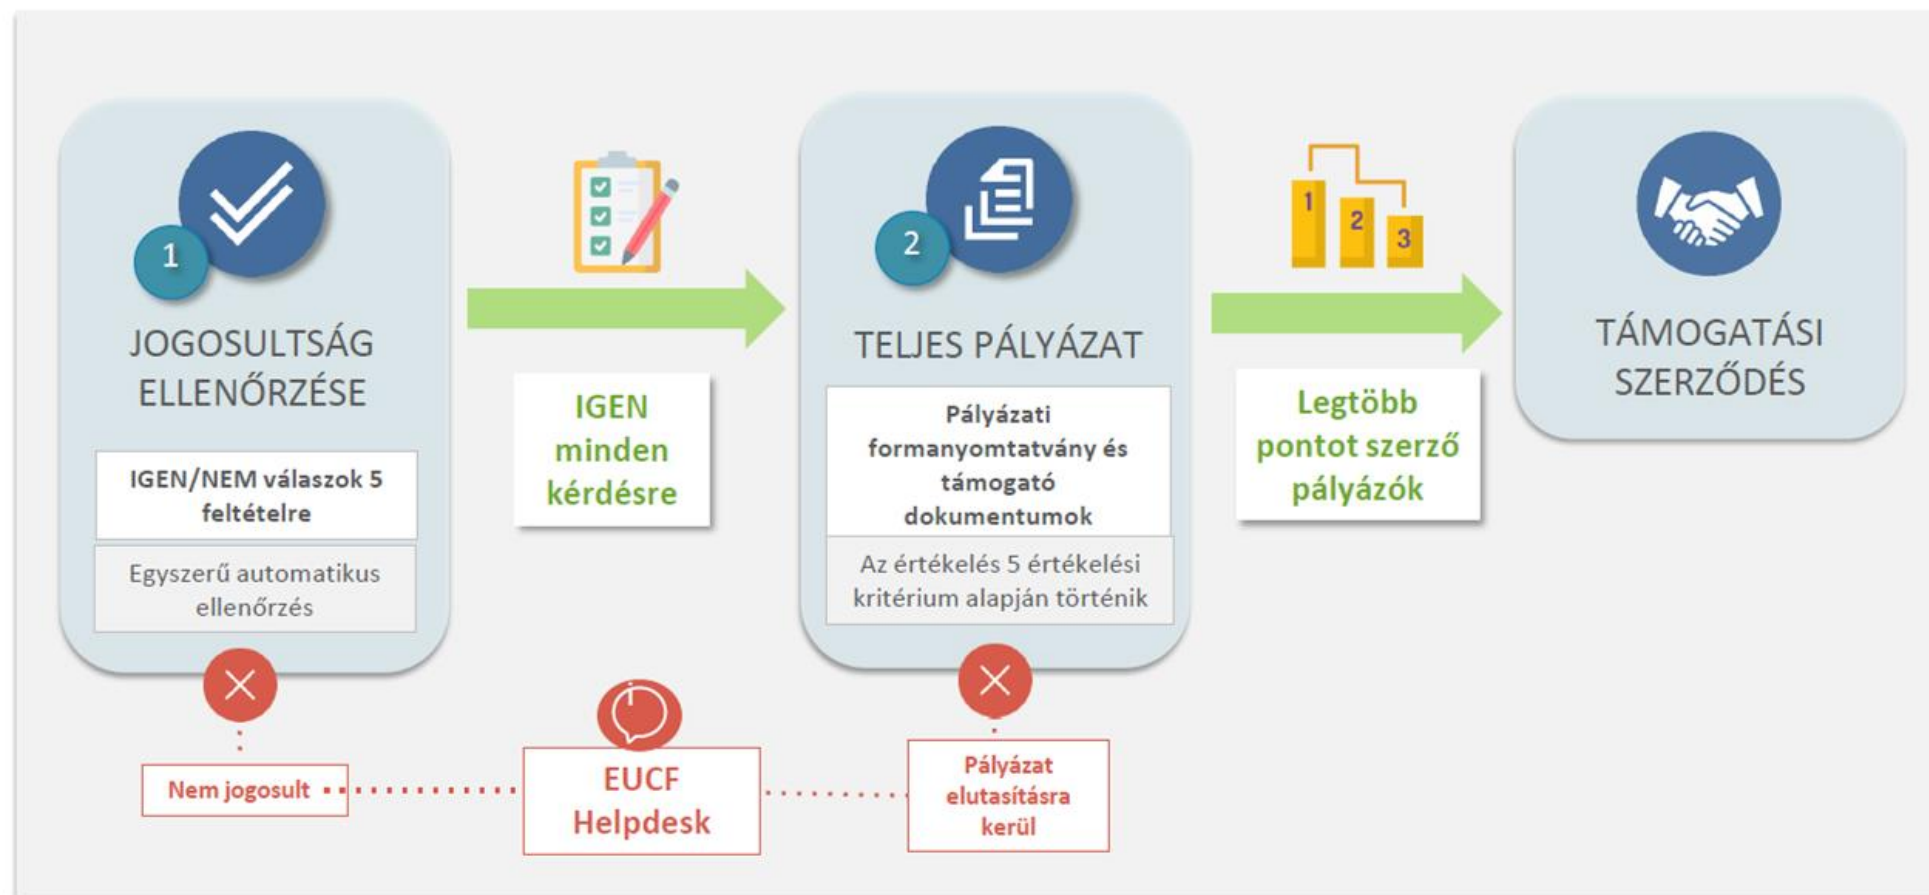 1
JOGOSULTSÁG
ELLENŐRZÉSE
IGEN/NEM válaszok 5
feltételre
Egyszerű automatikus
ellenőrzés
IGEN
minden
kérdésre
2
TELJES PÁLYÁZAT
Pályázati
formanyomtatvány és
támogató
dokumentumok
Az értékelés 5 értékelési
kritérium alapján történik
1
2
3
Legtöbb
pontot szerző
pályázók
TÁMOGATÁSI
SZERZŐDÉS
Nem jogosult
EUCF
Helpdesk
Pályázat
elutasításra
kerül